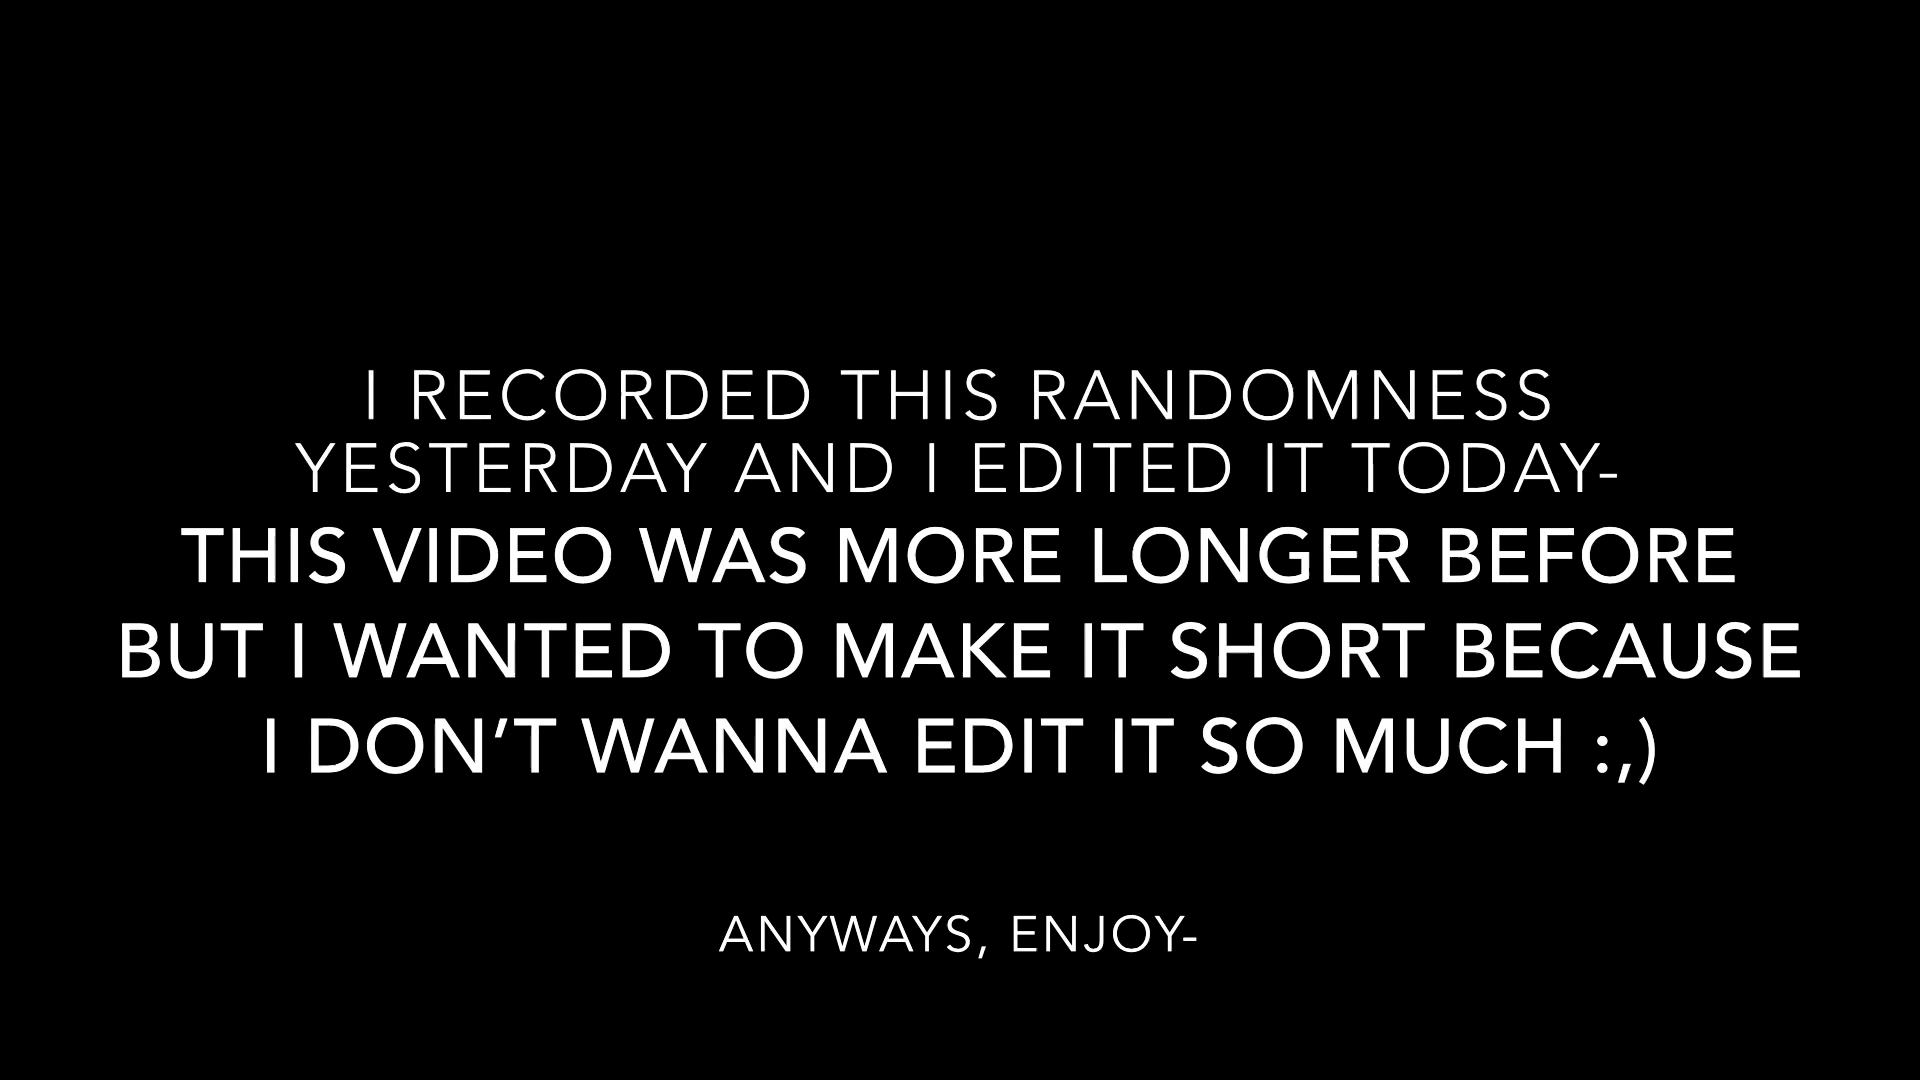 I RECORDED THIS RANDOMNESS
YESTERDAY AND I EDITED IT TODAY-
THIS VIDEO WAS MORE LONGER BEFORE
BUT I WANTED TO MAKE IT SHORT BECAUSE
I DON’T WANNA EDIT IT SO MUCH :,)
ANYWAYS, ENJOY-